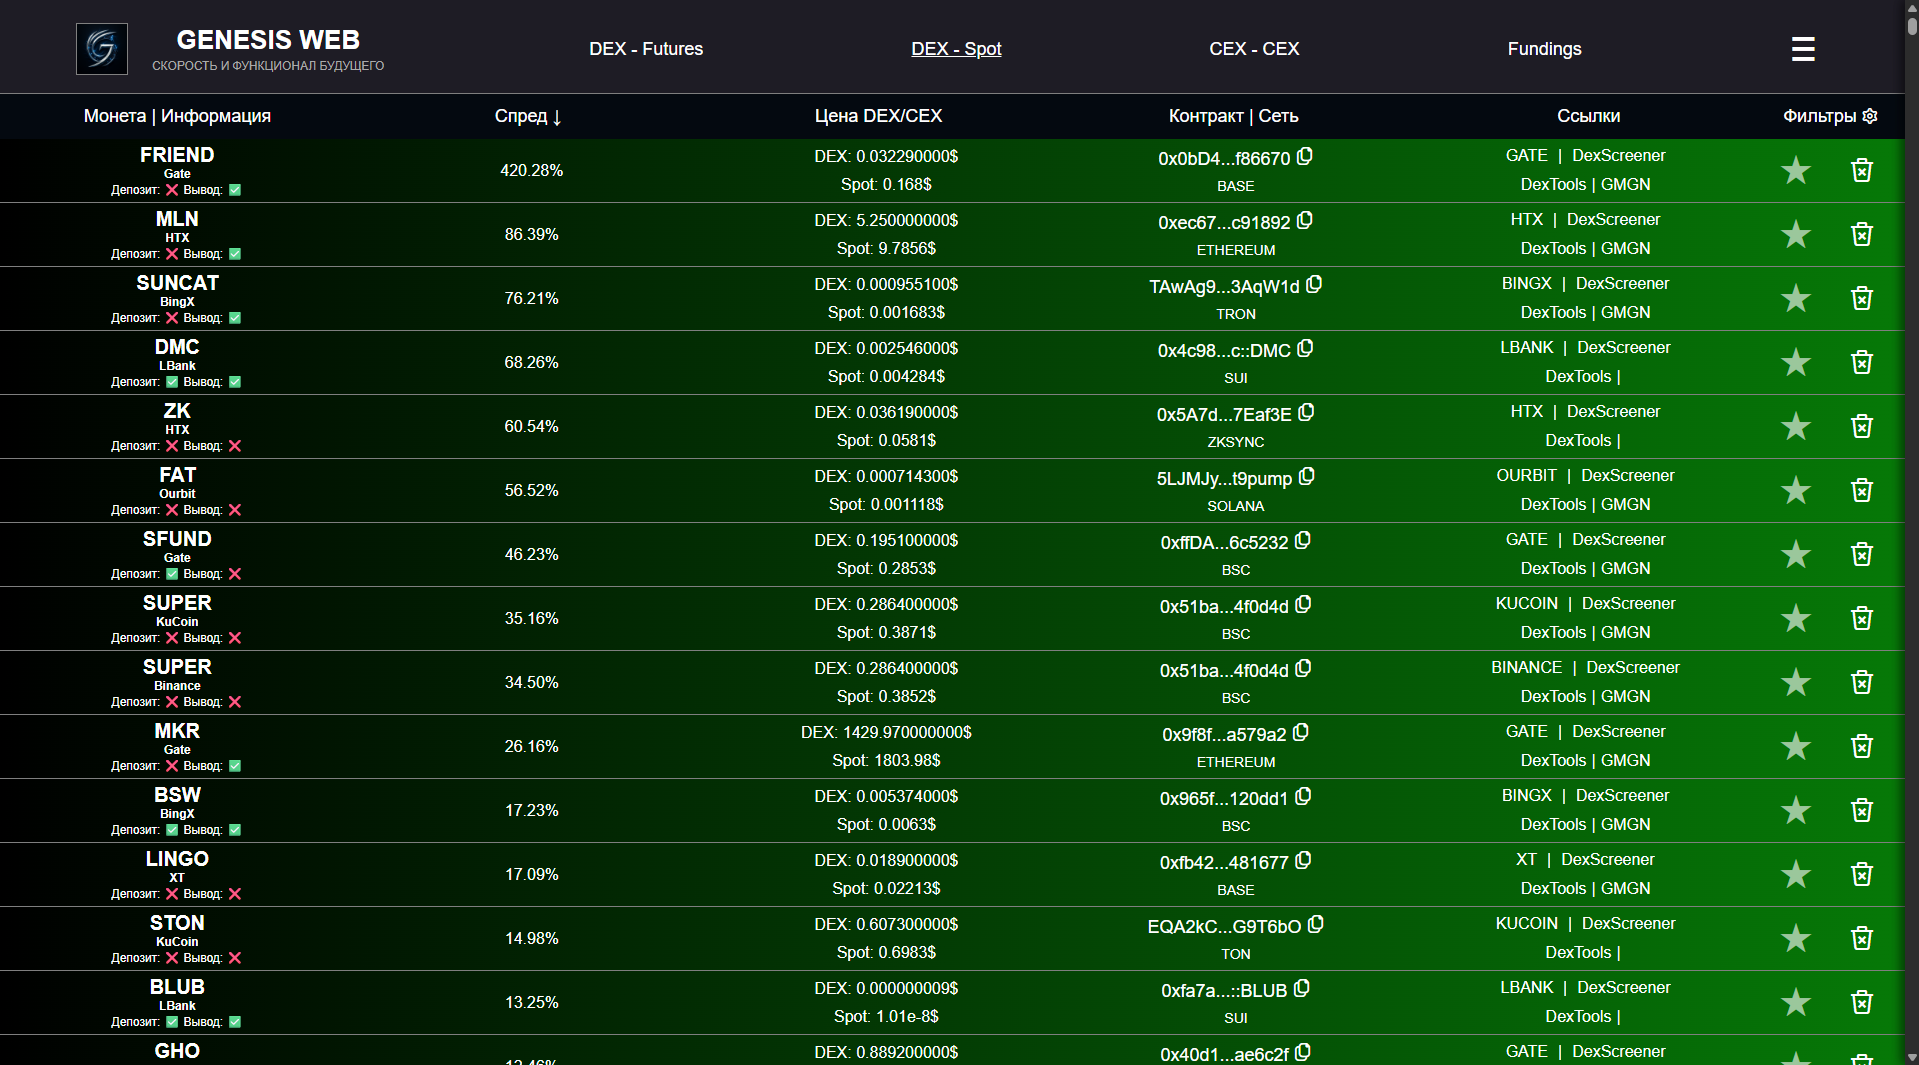 GENESIS WEB
СКОРОСТЬ И ФУНКЦИОНАЛ БУДУЩЕГО
DEX - Futures
DEX - Spot
CEX - CEX
Fundings
Монета | Информация
Спред ↓
Цена DEX/CEX
Контракт | Сеть
Ссылки
Фильтры
FRIEND
Gate
Депозит: ❌ Вывод: ✅
420.28%
DEX: 0.032290000$
Spot: 0.168$
0x0bD4...f86670
BASE
GATE | DexScreener
DexTools | GMGN
MLN
HTX
Депозит: ❌ Вывод: ✅
86.39%
DEX: 5.250000000$
Spot: 9.7856$
0xec67...c91892
ETHEREUM
HTX | DexScreener
DexTools | GMGN
SUNCAT
BingX
Депозит: ❌ Вывод: ✅
76.21%
DEX: 0.000955100$
Spot: 0.001683$
TAwAg9...3AqW1d
TRON
BINGX | DexScreener
DexTools | GMGN
DMC
LBank
Депозит: ✅ Вывод: ✅
68.26%
DEX: 0.002546000$
Spot: 0.004284$
0x4c98...c::DMC
SUI
LBANK | DexScreener
DexTools |
ZK
HTX
Депозит: ❌ Вывод: ❌
60.54%
DEX: 0.036190000$
Spot: 0.0581$
0x5A7d...7Eaf3E
ZKSYNC
HTX | DexScreener
DexTools |
FAT
Ourbit
Депозит: ❌ Вывод: ❌
56.52%
DEX: 0.000714300$
Spot: 0.001118$
5LJMJy...t9pump
SOLANA
OURBIT | DexScreener
DexTools | GMGN
SFUND
Gate
Депозит: ✅ Вывод: ❌
46.23%
DEX: 0.195100000$
Spot: 0.2853$
0xffDA...6c5232
BSC
GATE | DexScreener
DexTools | GMGN
SUPER
KuCoin
Депозит: ❌ Вывод: ❌
35.16%
DEX: 0.286400000$
Spot: 0.3871$
0x51ba...4f0d4d
BSC
KUCOIN | DexScreener
DexTools | GMGN
SUPER
Binance
Депозит: ❌ Вывод: ❌
34.50%
DEX: 0.286400000$
Spot: 0.3852$
0x51ba...4f0d4d
BSC
BINANCE | DexScreener
DexTools | GMGN
MKR
Gate
Депозит: ❌ Вывод: ✅
26.16%
DEX: 1429.970000000$
Spot: 1803.98$
0x9f8f...a579a2
ETHEREUM
GATE | DexScreener
DexTools | GMGN
BSW
BingX
Депозит: ✅ Вывод: ✅
17.23%
DEX: 0.005374000$
Spot: 0.0063$
0x965f...120dd1
BSC
BINGX | DexScreener
DexTools | GMGN
LINGO
XT
Депозит: ❌ Вывод: ❌
17.09%
DEX: 0.018900000$
Spot: 0.02213$
0xfb42...481677
BASE
XT | DexScreener
DexTools | GMGN
STON
KuCoin
Депозит: ❌ Вывод: ❌
14.98%
DEX: 0.607300000$
Spot: 0.6983$
EQA2kC...G9T6bO
TON
KUCOIN | DexScreener
DexTools |
BLUB
LBank
Депозит: ✅ Вывод: ✅
13.25%
DEX: 0.000000009$
Spot: 1.01e-8$
0xfa7a...::BLUB
SUI
LBANK | DexScreener
DexTools |
GHO
DEX: 0.889200000$
0x40d1...ae6c2f
GATE | DexScreener